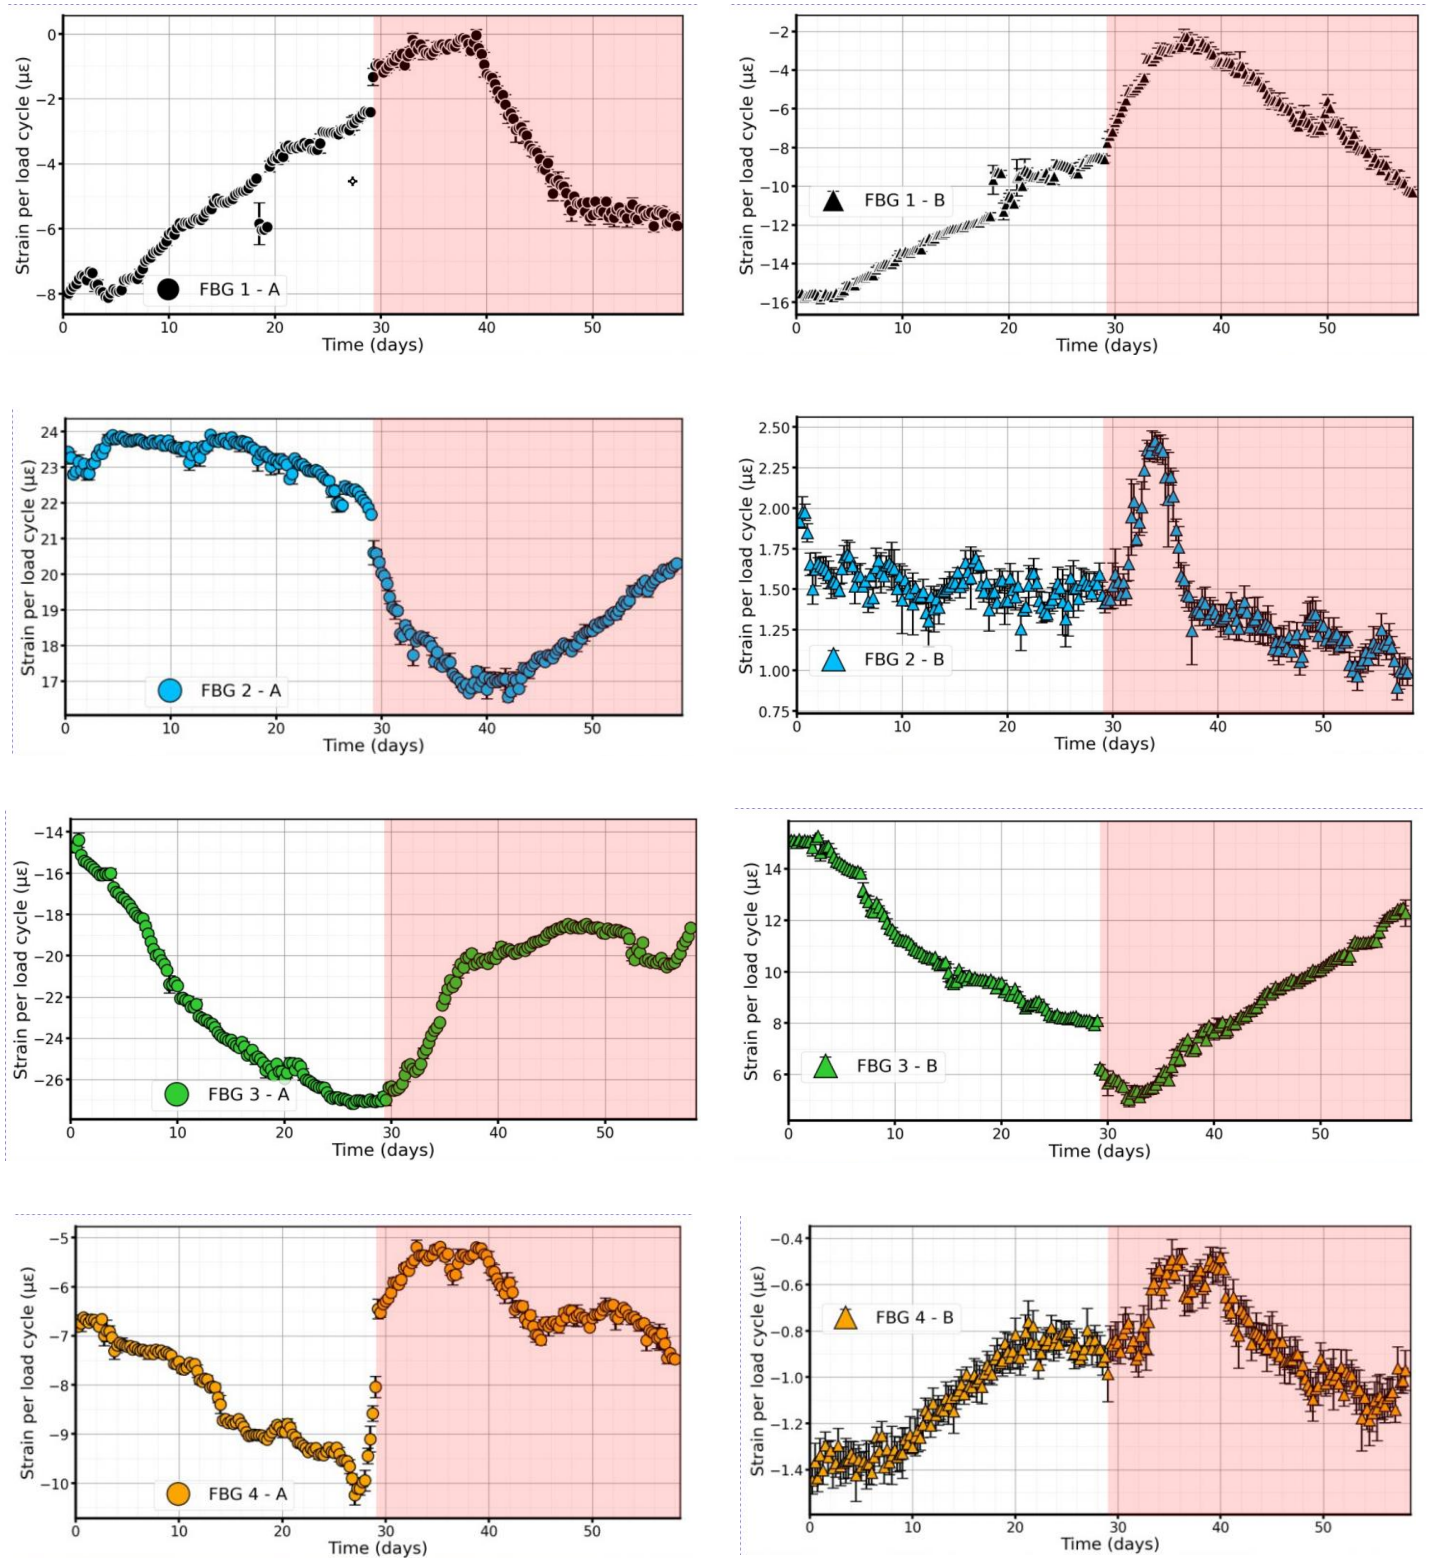 Strain per load cycle (με)
0
−2
−4
−6
−8
FBG 1 - A
0 10 20 30 40 50
Time (days)
Strain per load cycle (με)
−2
−4
−6
−8
−10
−12
−14
−16
FBG 1 - B
0 10 20 30 40 50
Time (days)
Strain per load cycle (με)
24
23
22
21
20
19
18
17
FBG 2 - A
0 10 20 30 40 50
Time (days)
Strain per load cycle (με)
2.50
2.25
2.00
1.75
1.50
1.25
1.00
0.75
FBG 2 - B
0 10 20 30 40 50
Time (days)
Strain per load cycle (με)
−14
−16
−18
−20
−22
−24
−26
FBG 3 - A
0 10 20 30 40 50
Time (days)
Strain per load cycle (με)
14
12
10
8
6
FBG 3 - B
0 10 20 30 40 50
Time (days)
Strain per load cycle (με)
−5
−6
−7
−8
−9
−10
FBG 4 - A
0 10 20 30 40 50
Time (days)
Strain per load cycle (με)
−0.4
−0.6
−0.8
−1.0
−1.2
−1.4
FBG 4 - B
0 10 20 30 40 50
Time (days)